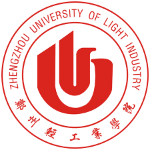 ZHENGZHOU UNIVERSITY OF LIGHT INDUSTRY
鄭州輕工業學院